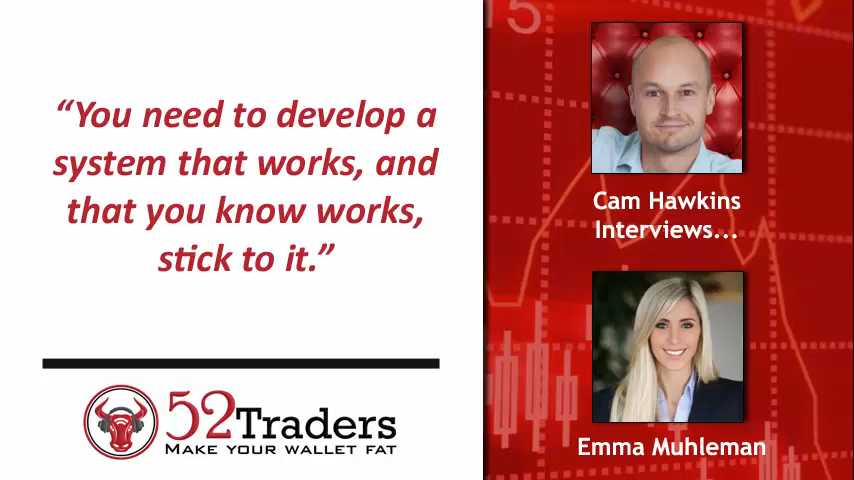 “You need to develop a
system that works, and
that you know works,
stick to it.”
52Traders
MAKE YOUR WALLET FAT
15
Cam Hawkins
Interviews...
Emma Muhleman